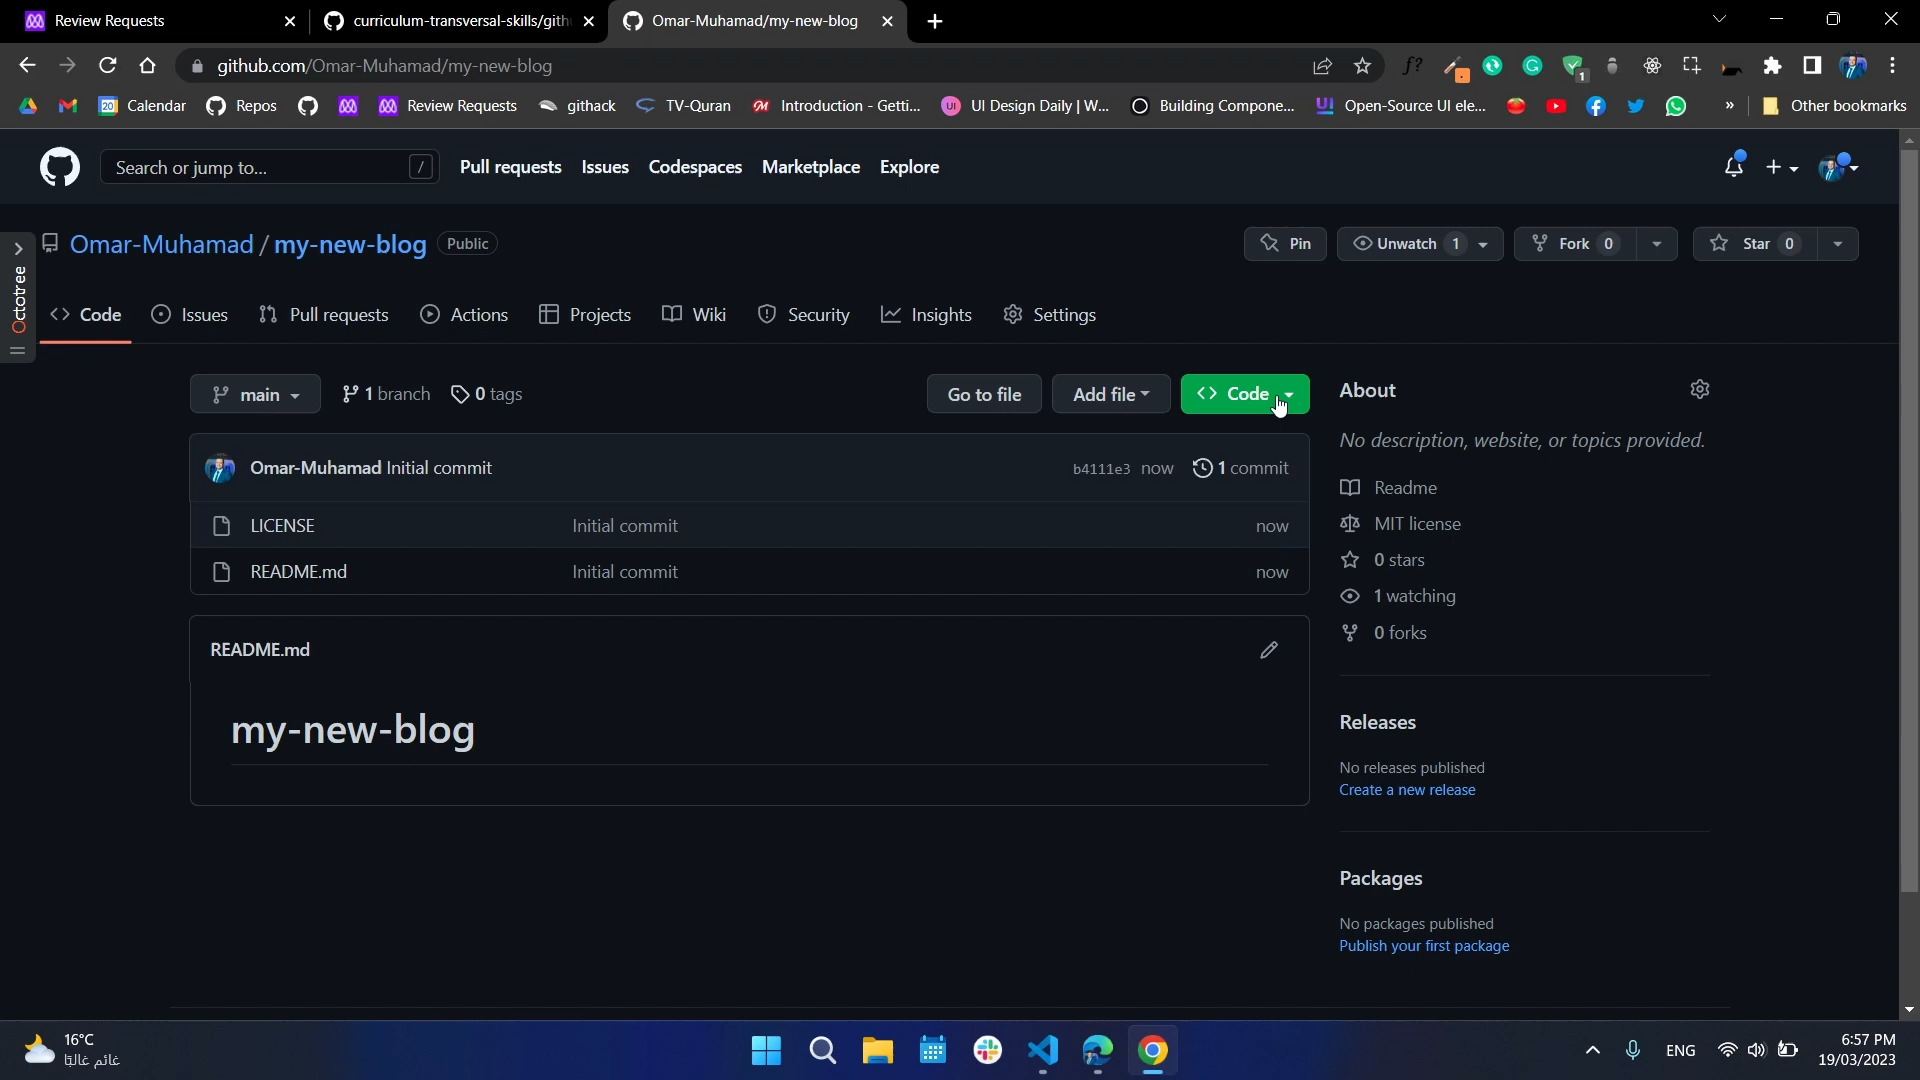 Review Requests
curriculum-transversal-skills/gith
Omar-Muhamad/my-new-blog
github.com/Omar-Muhamad/my-new-blog
f?
1
20 Calendar
Repos
Review Requests
githack
TV-Quran
Introduction - Getti...
UI UI Design Daily | W...
Building Compone...
Open-Source UI ele...
»
Other bookmarks
Search or jump to... /
Pull requests
Issues
Codespaces
Marketplace
Explore
Octotree
Omar-Muhamad / my-new-blog Public
Pin
Unwatch 1
Fork 0
Star 0
Code
Issues
Pull requests
Actions
Projects
Wiki
Security
Insights
Settings
main
1 branch
0 tags
Go to file
Add file
Code
Omar-Muhamad Initial commit
b4111e3 now
1 commit
LICENSE Initial commit now
README.md Initial commit now
README.md
my-new-blog
About
No description, website, or topics provided.
Readme
MIT license
0 stars
1 watching
0 forks
Releases
No releases published
Create a new release
Packages
No packages published
Publish your first package
16°C
غائم غالبًا
ENG
6:57 PM
19/03/2023